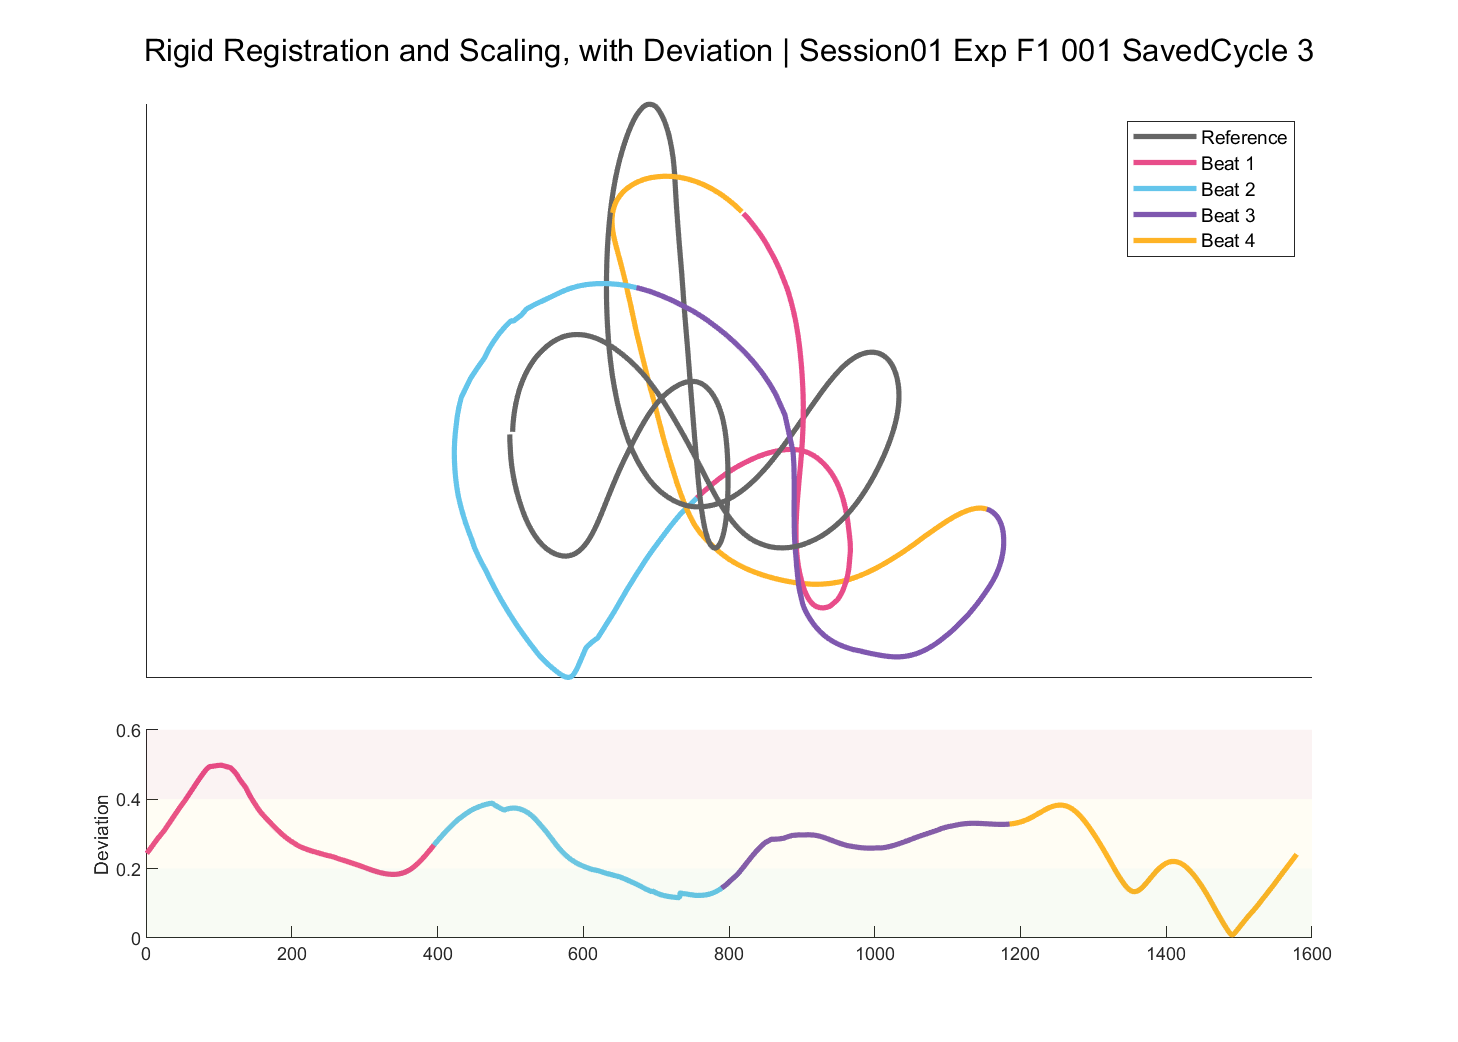 Rigid Registration and Scaling, with Deviation | Session01 Exp F1 001 SavedCycle 3
Reference
Beat 1
Beat 2
Beat 3
Beat 4
0.6
0.4
0.2
0
Deviation
0 200 400 600 800 1000 1200 1400 1600